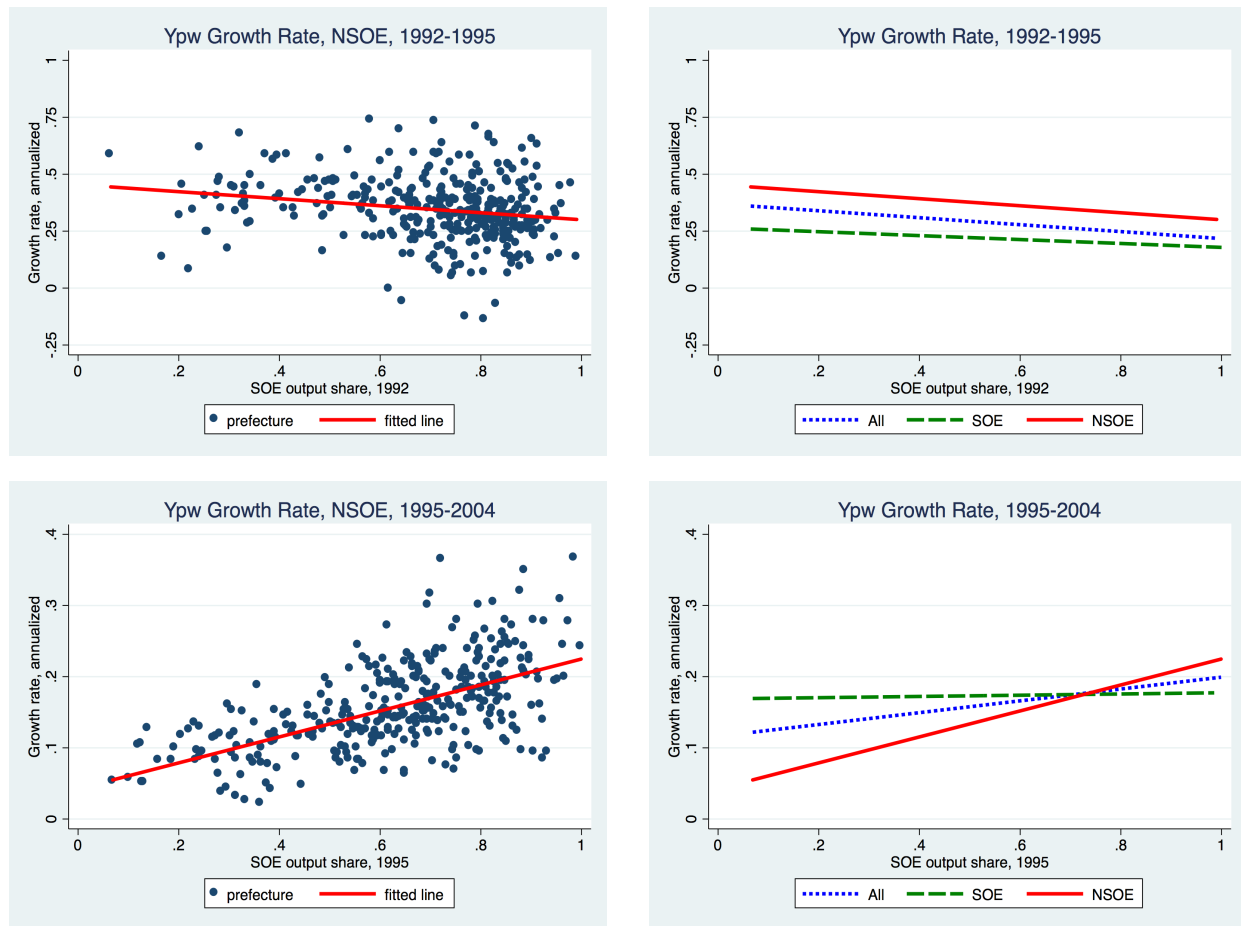 Ypw Growth Rate, NSOE, 1992-1995
Growth rate, annualized
1
.75
.5
.25
0
-.25
0 .2 .4 .6 .8 1
SOE output share, 1992
prefecture fitted line
Ypw Growth Rate, 1992-1995
Growth rate, annualized
1
.75
.5
.25
0
-.25
0 .2 .4 .6 .8 1
SOE output share, 1992
All SOE NSOE
Ypw Growth Rate, NSOE, 1995-2004
Growth rate, annualized
.4
.3
.2
.1
0
0 .2 .4 .6 .8 1
SOE output share, 1995
prefecture fitted line
Ypw Growth Rate, 1995-2004
Growth rate, annualized
.4
.3
.2
.1
0
0 .2 .4 .6 .8 1
SOE output share, 1995
All SOE NSOE